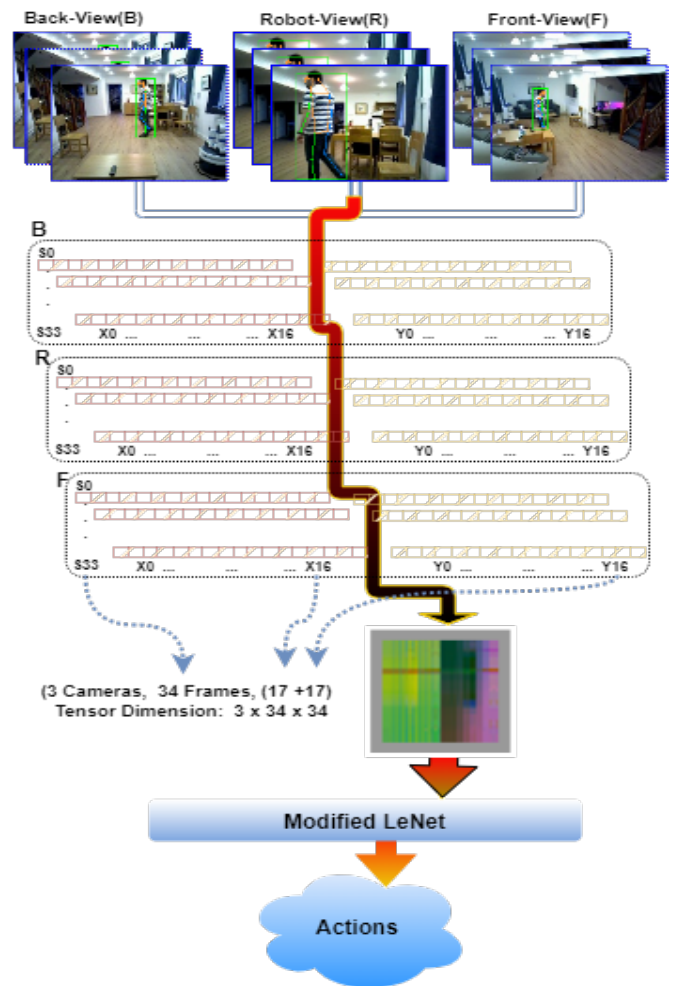 Back-View(B) Robot-View(R) Front-View(F)
B
S0
.
.
S33 X0 ... ... ... X16 Y0 ... ... ... Y16
R
S0
.
.
S33 X0 ... ... ... X16 Y0 ... ... ... Y16
F
S0
.
.
S33 X0 ... ... ... X16 Y0 ... ... ... Y16
(3 Cameras, 34 Frames, (17 +17)
Tensor Dimension: 3 x 34 x 34
Modified LeNet
Actions